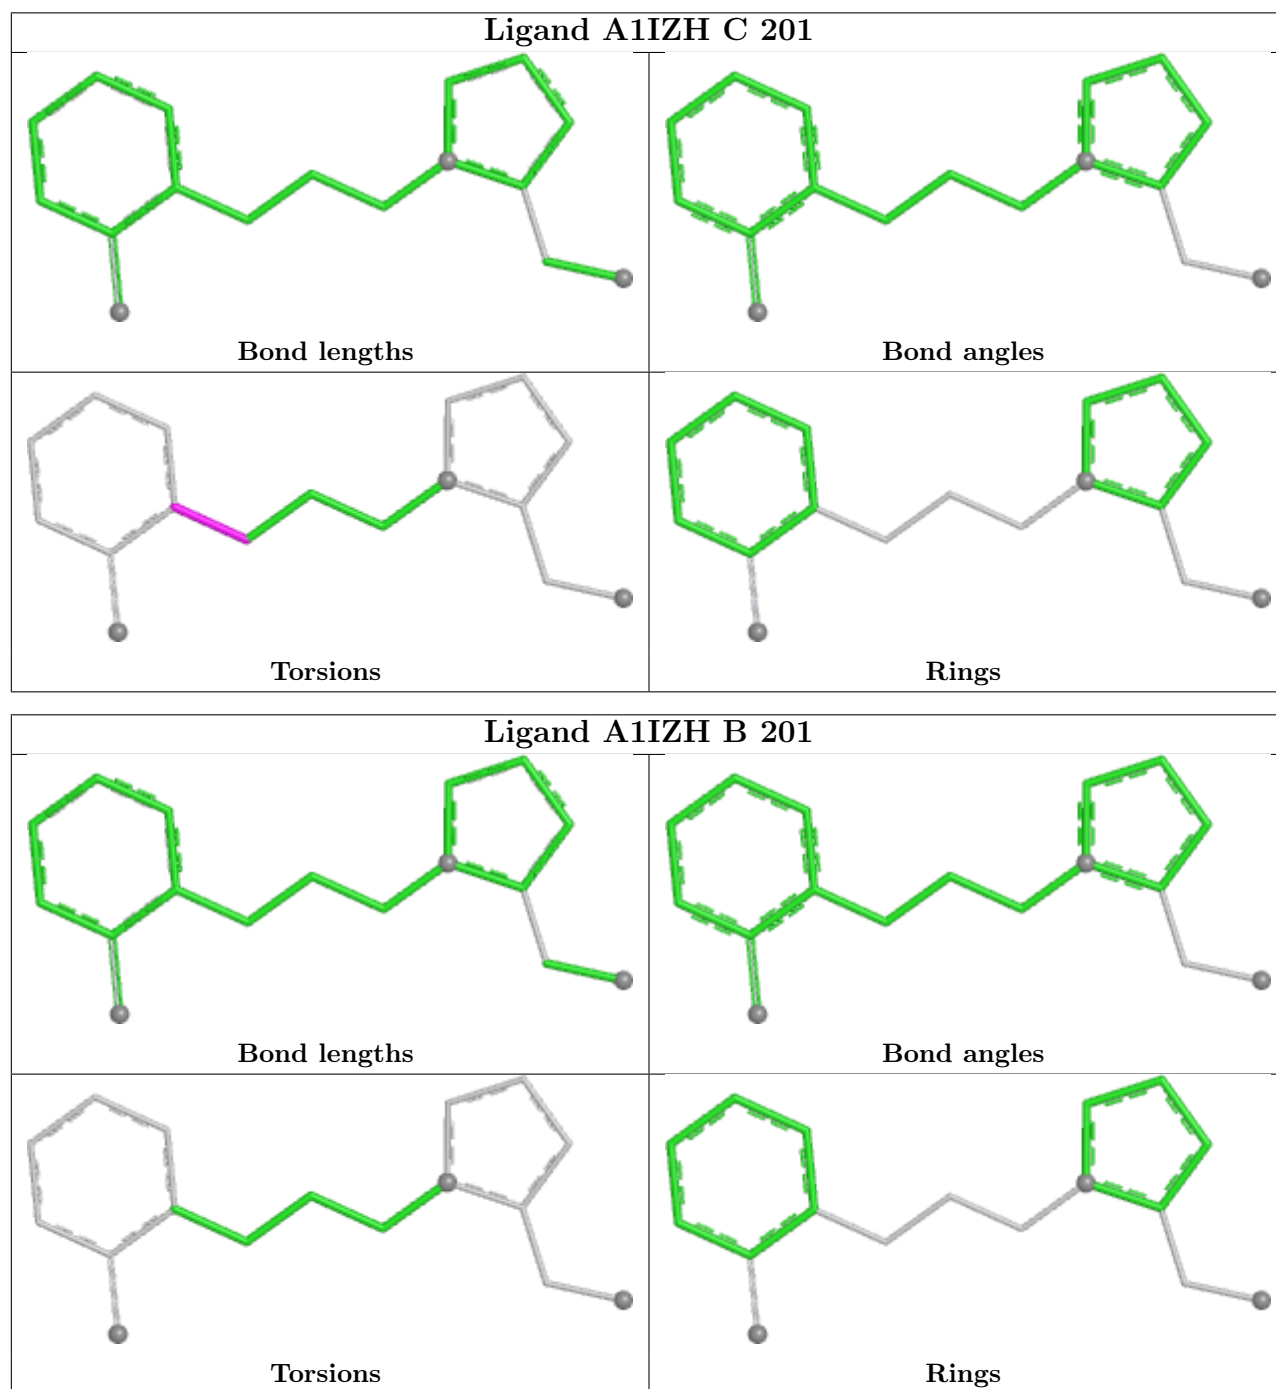 Ligand A1IZH C 201
Bond lengths
Bond angles
Torsions
Rings
Ligand A1IZH B 201
Bond lengths
Bond angles
Torsions
Rings